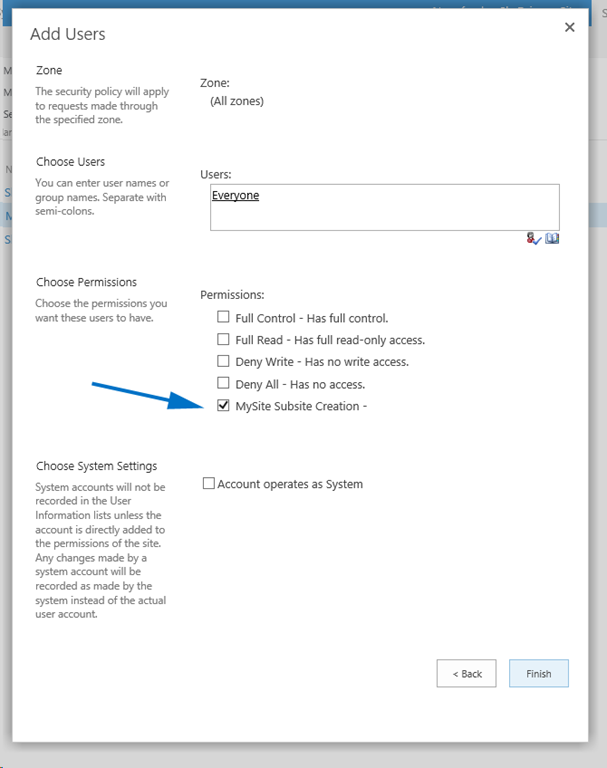 Add Users
Zone
The security policy will apply
to requests made through
the specified zone.
Zone:
(All zones)
Choose Users
You can enter user names or
group names. Separate with
semi-colons.
Users:
Everyone
Choose Permissions
Choose the permissions you
want these users to have.
Permissions:
Full Control - Has full control.
Full Read - Has full read-only access.
Deny Write - Has no write access.
Deny All - Has no access.
MySite Subsite Creation -
Choose System Settings
System accounts will not be
recorded in the User
Information lists unless the
account is directly added to
the permissions of the site.
Any changes made by a
system account will be
recorded as made by the
system instead of the actual
user account.
Account operates as System
< Back
Finish